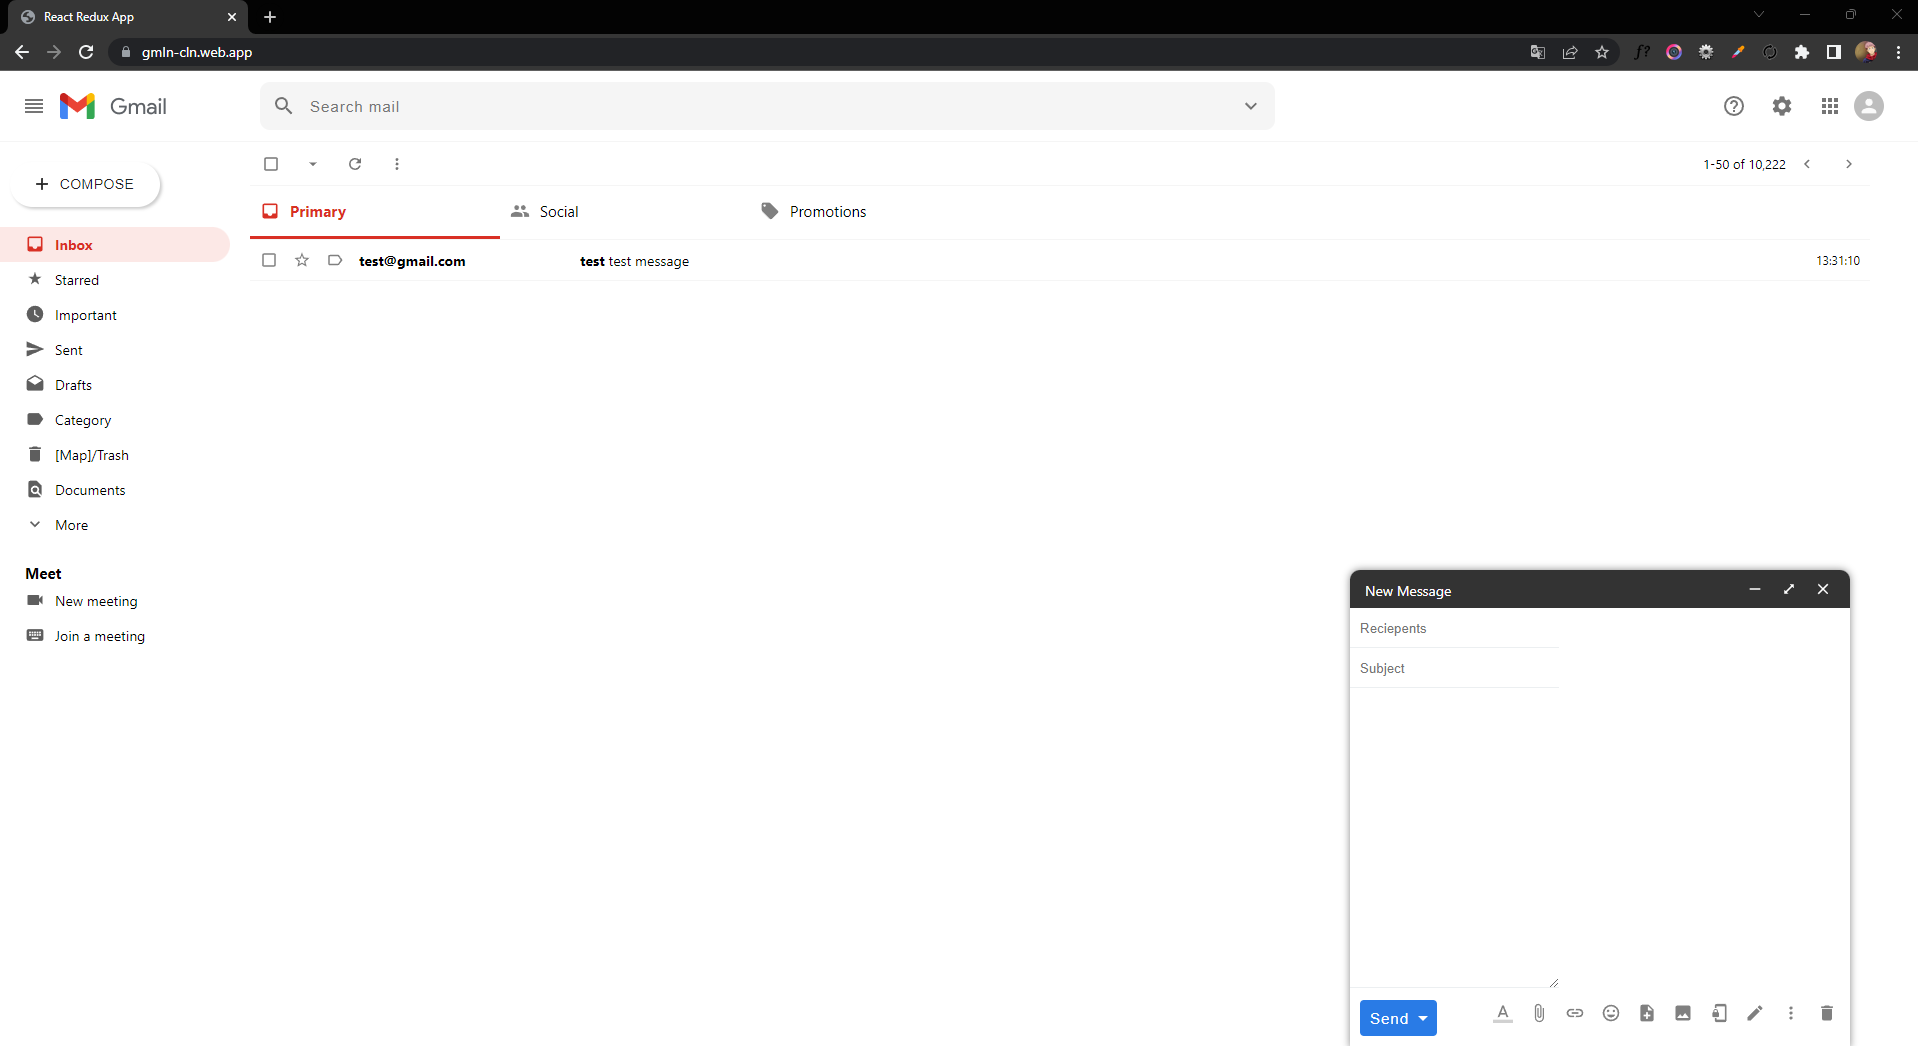 React Redux App
gmln-cln.web.app
Gmail
Search mail
COMPOSE
1-50 of 10,222
Primary
Social
Promotions
Inbox
test@gmail.com test test message 13:31:10
Starred
Important
Sent
Drafts
Category
[Map]/Trash
Documents
More
Meet
New meeting
Join a meeting
New Message
Reciepents
Subject
Send